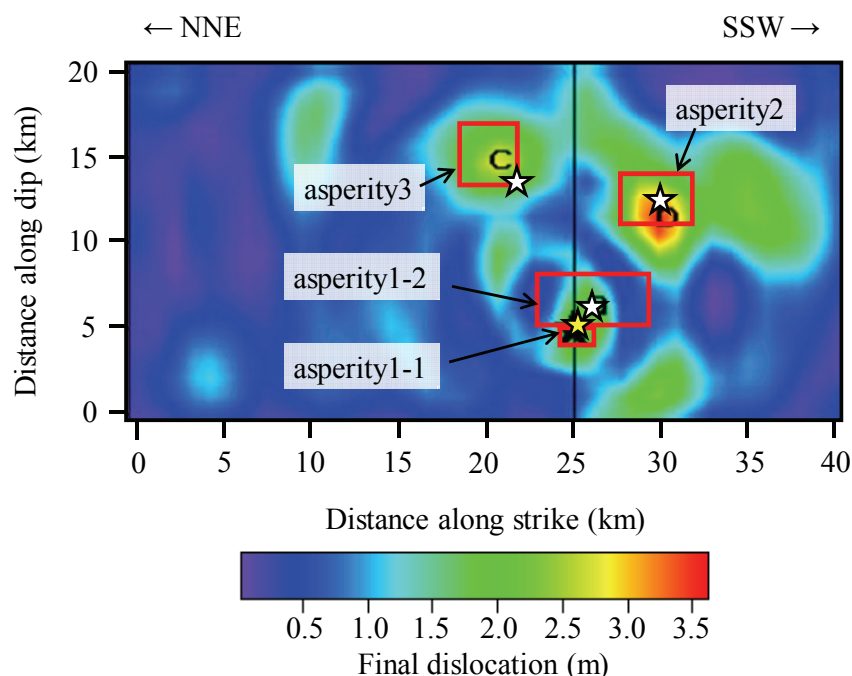 ← NNE
SSW →
20
15
10
5
0
Distance along dip (km)
asperity2
C
asperity3
D
asperity1-2
asperity1-1
0 5 10 15 20 25 30 35 40
Distance along strike (km)
0.5 1.0 1.5 2.0 2.5 3.0 3.5
Final dislocation (m)